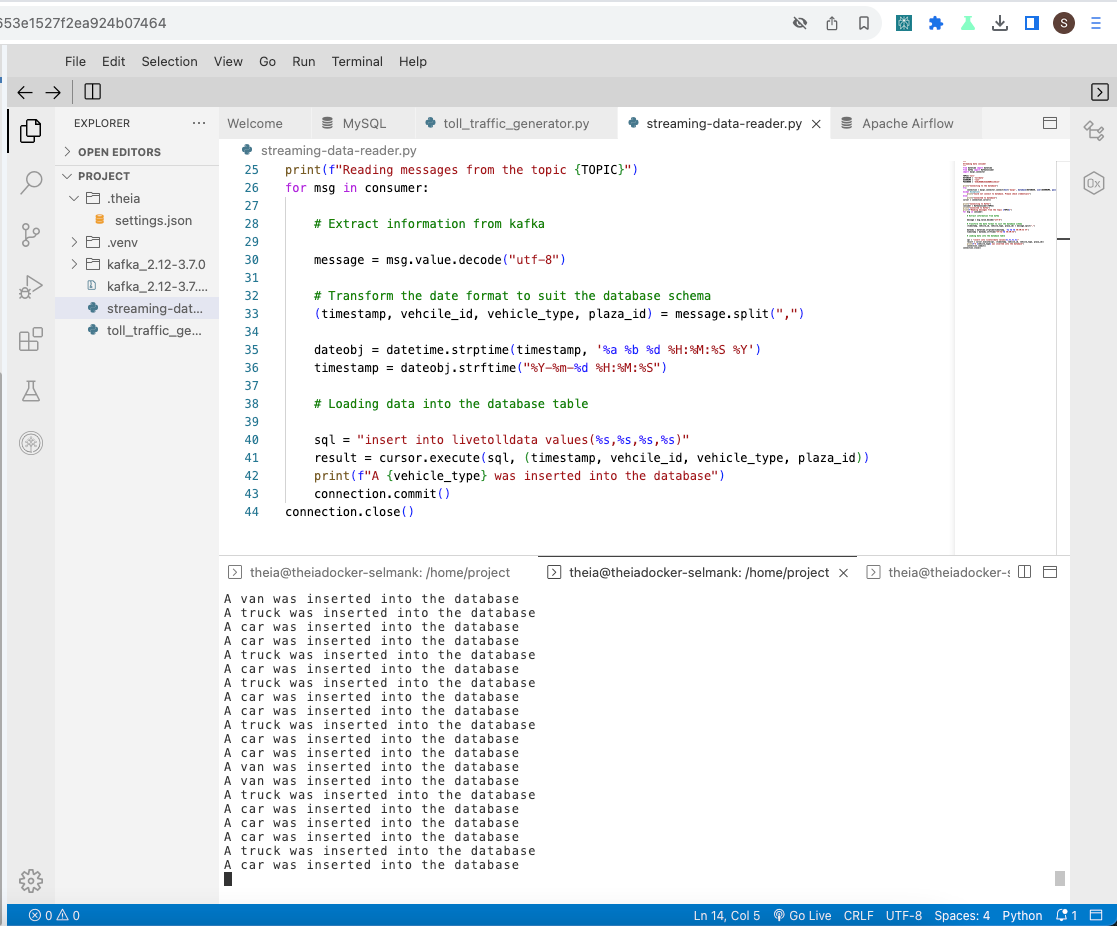 653e1527f2ea924b07464
S
File Edit Selection View Go Run Terminal Help
EXPLORER ...
OPEN EDITORS
PROJECT
.theia
settings.json
.venv
kafka_2.12-3.7.0
kafka_2.12-3.7....
streaming-dat...
toll_traffic_ge...
Welcome MySQL toll_traffic_generator.py streaming-data-reader.py Apache Airflow
streaming-data-reader.py
25 print(f"Reading messages from the topic {TOPIC}")
26 for msg in consumer:
27
28 # Extract information from kafka
29
30 message = msg.value.decode("utf-8")
31
32 # Transform the date format to suit the database schema
33 (timestamp, vehcile_id, vehicle_type, plaza_id) = message.split(",")
34
35 dateobj = datetime.strptime(timestamp, '%a %b %d %H:%M:%S %Y')
36 timestamp = dateobj.strftime("%Y-%m-%d %H:%M:%S")
37
38 # Loading data into the database table
39
40 sql = "insert into livetolldata values(%s,%s,%s,%s)"
41 result = cursor.execute(sql, (timestamp, vehcile_id, vehicle_type, plaza_id))
42 print(f"A {vehicle_type} was inserted into the database")
43 connection.commit()
44 connection.close()
0x
theia@theiadocker-selmank: /home/project theia@theiadocker-selmank: /home/project theia@theiadocker-s
A van was inserted into the database
A truck was inserted into the database
A car was inserted into the database
A car was inserted into the database
A truck was inserted into the database
A car was inserted into the database
A truck was inserted into the database
A car was inserted into the database
A car was inserted into the database
A truck was inserted into the database
A car was inserted into the database
A car was inserted into the database
A van was inserted into the database
A van was inserted into the database
A truck was inserted into the database
A car was inserted into the database
A car was inserted into the database
A car was inserted into the database
A truck was inserted into the database
A car was inserted into the database
0 0 Ln 14, Col 5 Go Live CRLF UTF-8 Spaces: 4 Python 1